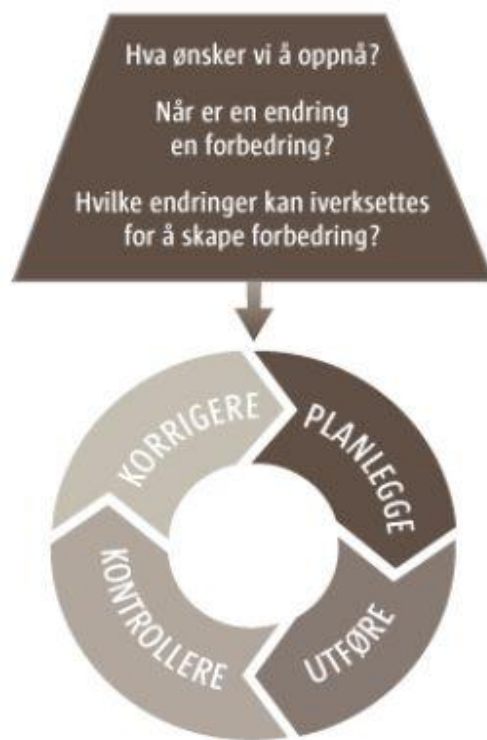 Hva ønsker vi å oppnå?
Når er en endring
en forbedring?
Hvilke endringer kan iverksettes
for å skape forbedring?
PLANLEGGE
UTFØRE
KONTROLLERE
KORRIGERE